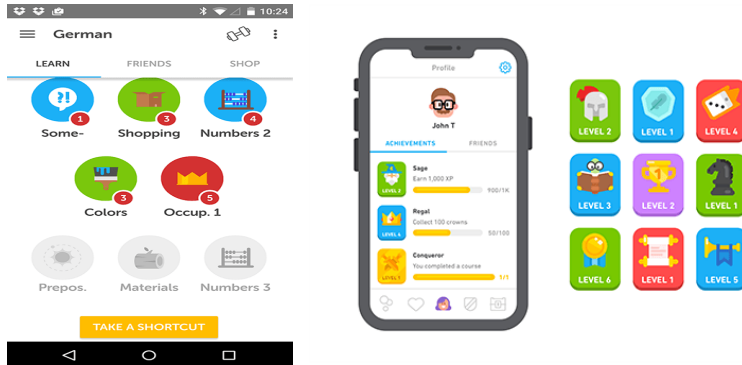 10:24
German
LEARN FRIENDS SHOP
1 3 4
Some- Shopping Numbers 2
3 5
Colors Occup. 1
Prepos. Materials Numbers 3
TAKE A SHORTCUT
Profile
John T
ACHIEVEMENTS FRIENDS
Sage
Earn 1,000 XP
LEVEL 2 900/1K
Regal
Collect 100 crowns
LEVEL 4 50/100
Conqueror
You completed a course
LEVEL 1 1/1
LEVEL 2 LEVEL 1 LEVEL 4
LEVEL 3 LEVEL 2 LEVEL 1
LEVEL 6 LEVEL 1 LEVEL 5